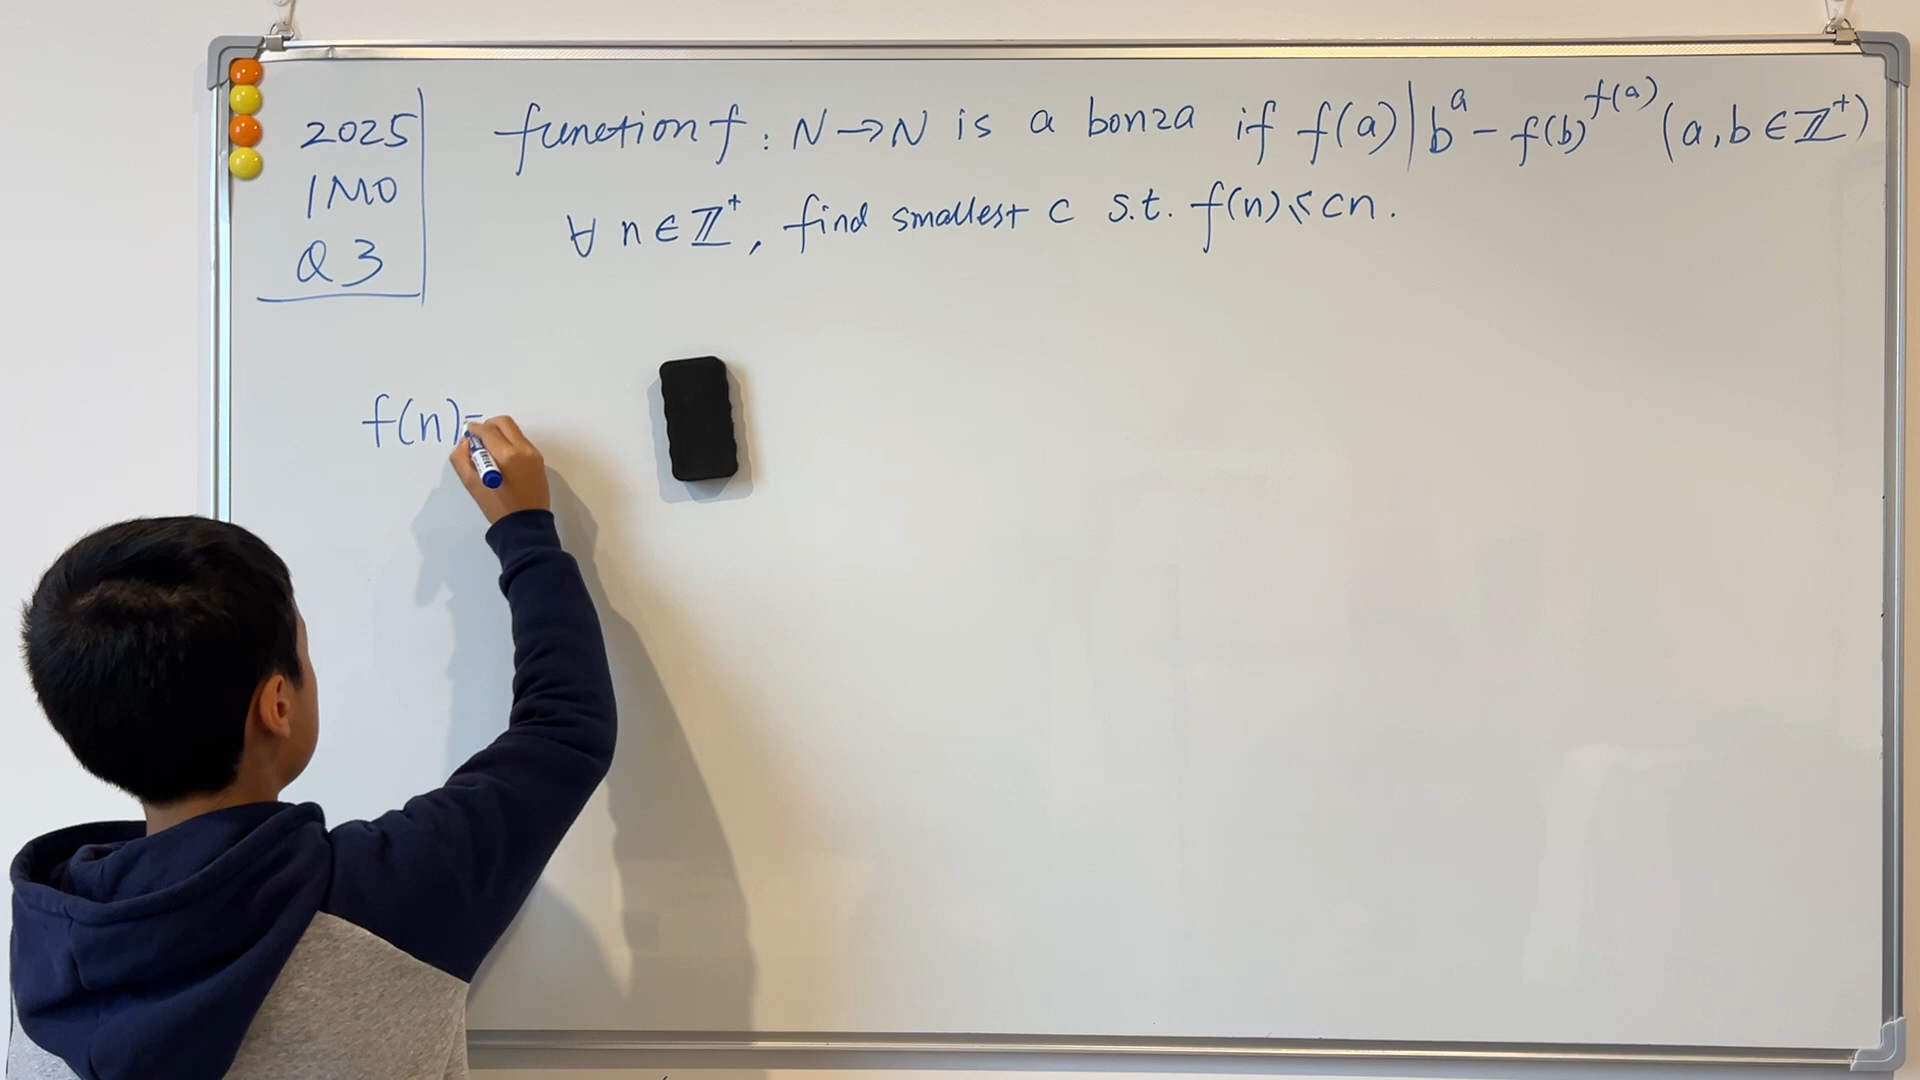 2025
IMO
Q3
function f : N→N is a bonza if f(a)|b^a - f(b)^f(a) (a,b∈ℤ⁺)
∀ n∈ℤ⁺, find smallest c s.t. f(n)≤cn.
f(n)=